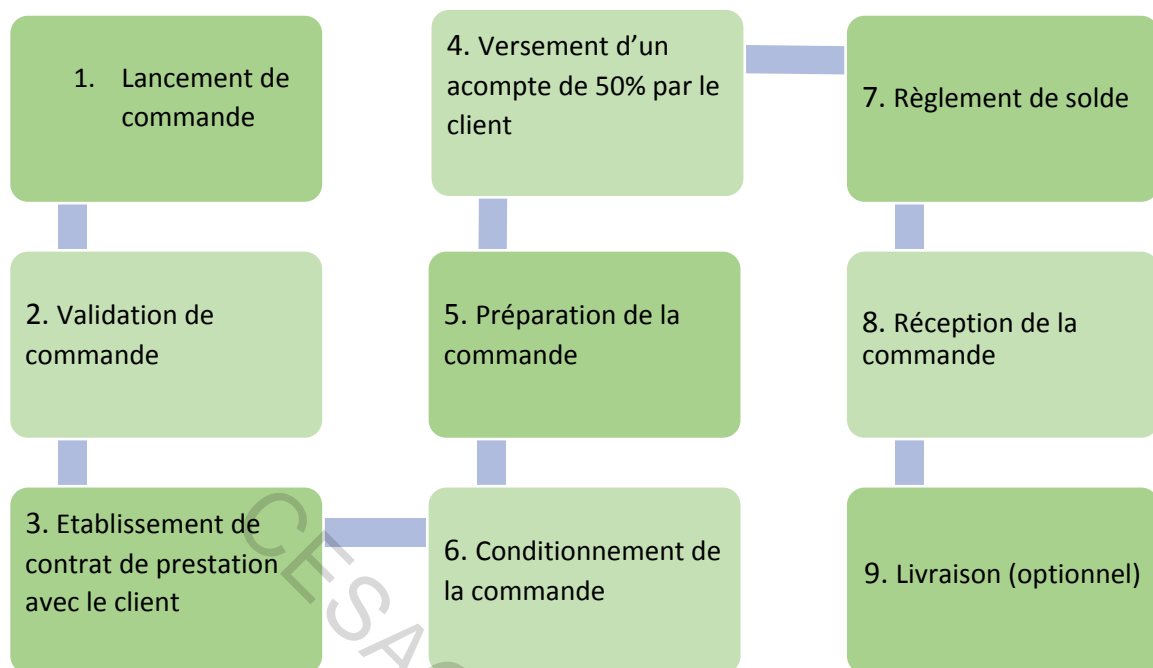 1. Lancement de
commande
2. Validation de
commande
3. Etablissement de
contrat de prestation
avec le client
4. Versement d’un
acompte de 50% par le
client
5. Préparation de la
commande
6. Conditionnement de
la commande
7. Règlement de solde
8. Réception de la
commande
9. Livraison (optionnel)